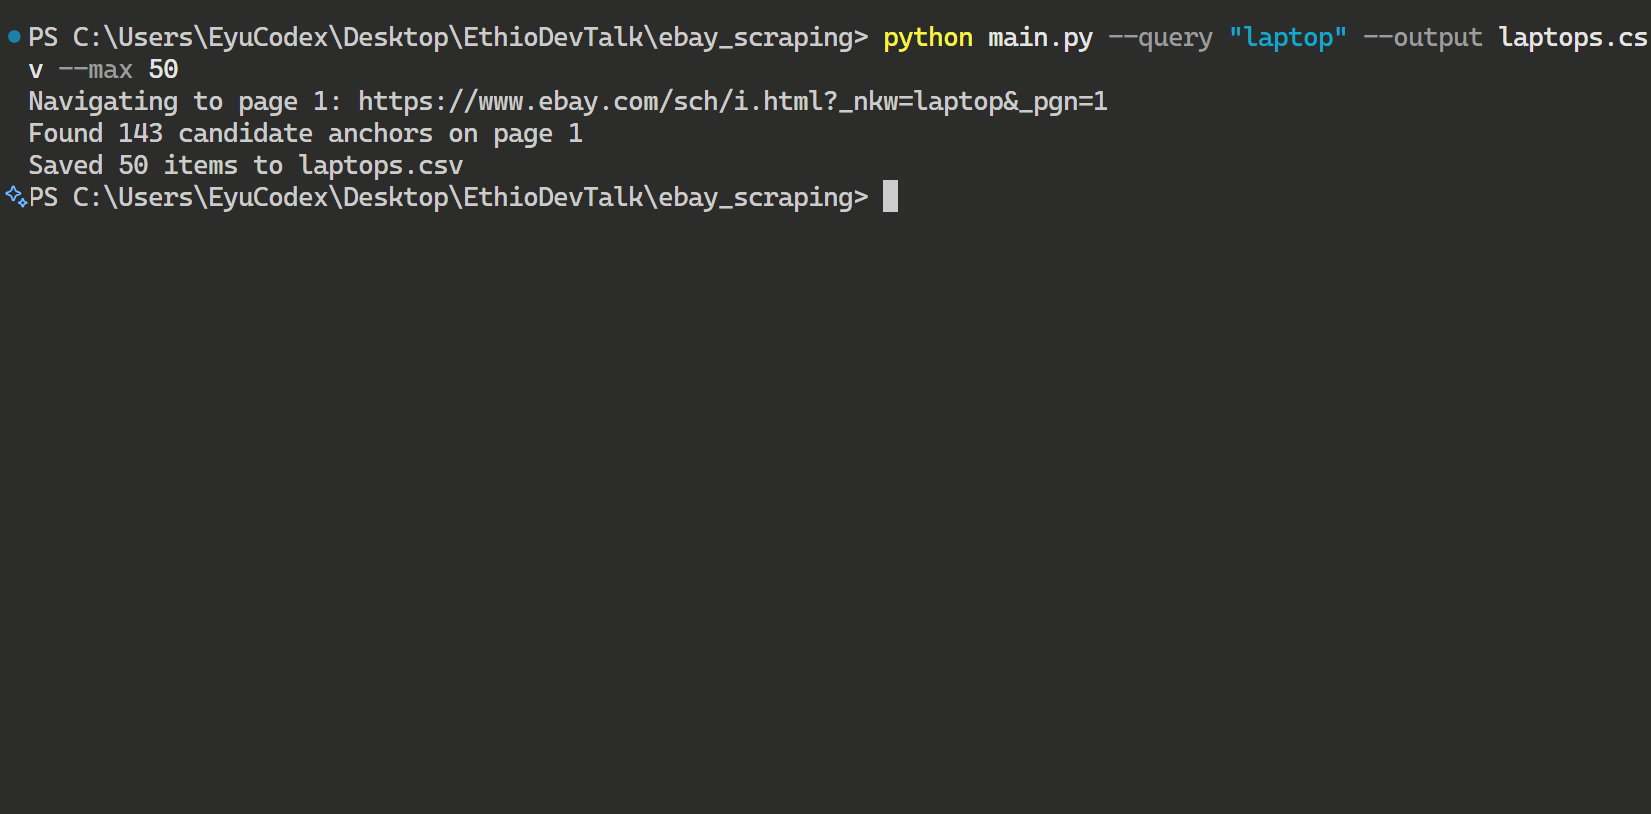 PS C:\Users\EyuCodex\Desktop\EthioDevTalk\ebay_scraping> python main.py --query "laptop" --output laptops.cs
v --max 50
Navigating to page 1: https://www.ebay.com/sch/i.html?_nkw=laptop&_pgn=1
Found 143 candidate anchors on page 1
Saved 50 items to laptops.csv
PS C:\Users\EyuCodex\Desktop\EthioDevTalk\ebay_scraping>